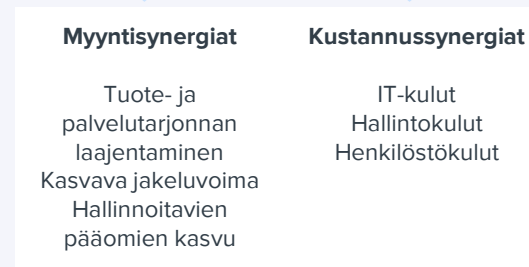 Myyntisynergiat
Tuote- ja
palvelutarjonnan
laajentaminen
Kasvava jakeluvoima
Hallinnoitavien
pääomien kasvu
Kustannussynergiat
IT-kulut
Hallintokulut
Henkilöstökulut